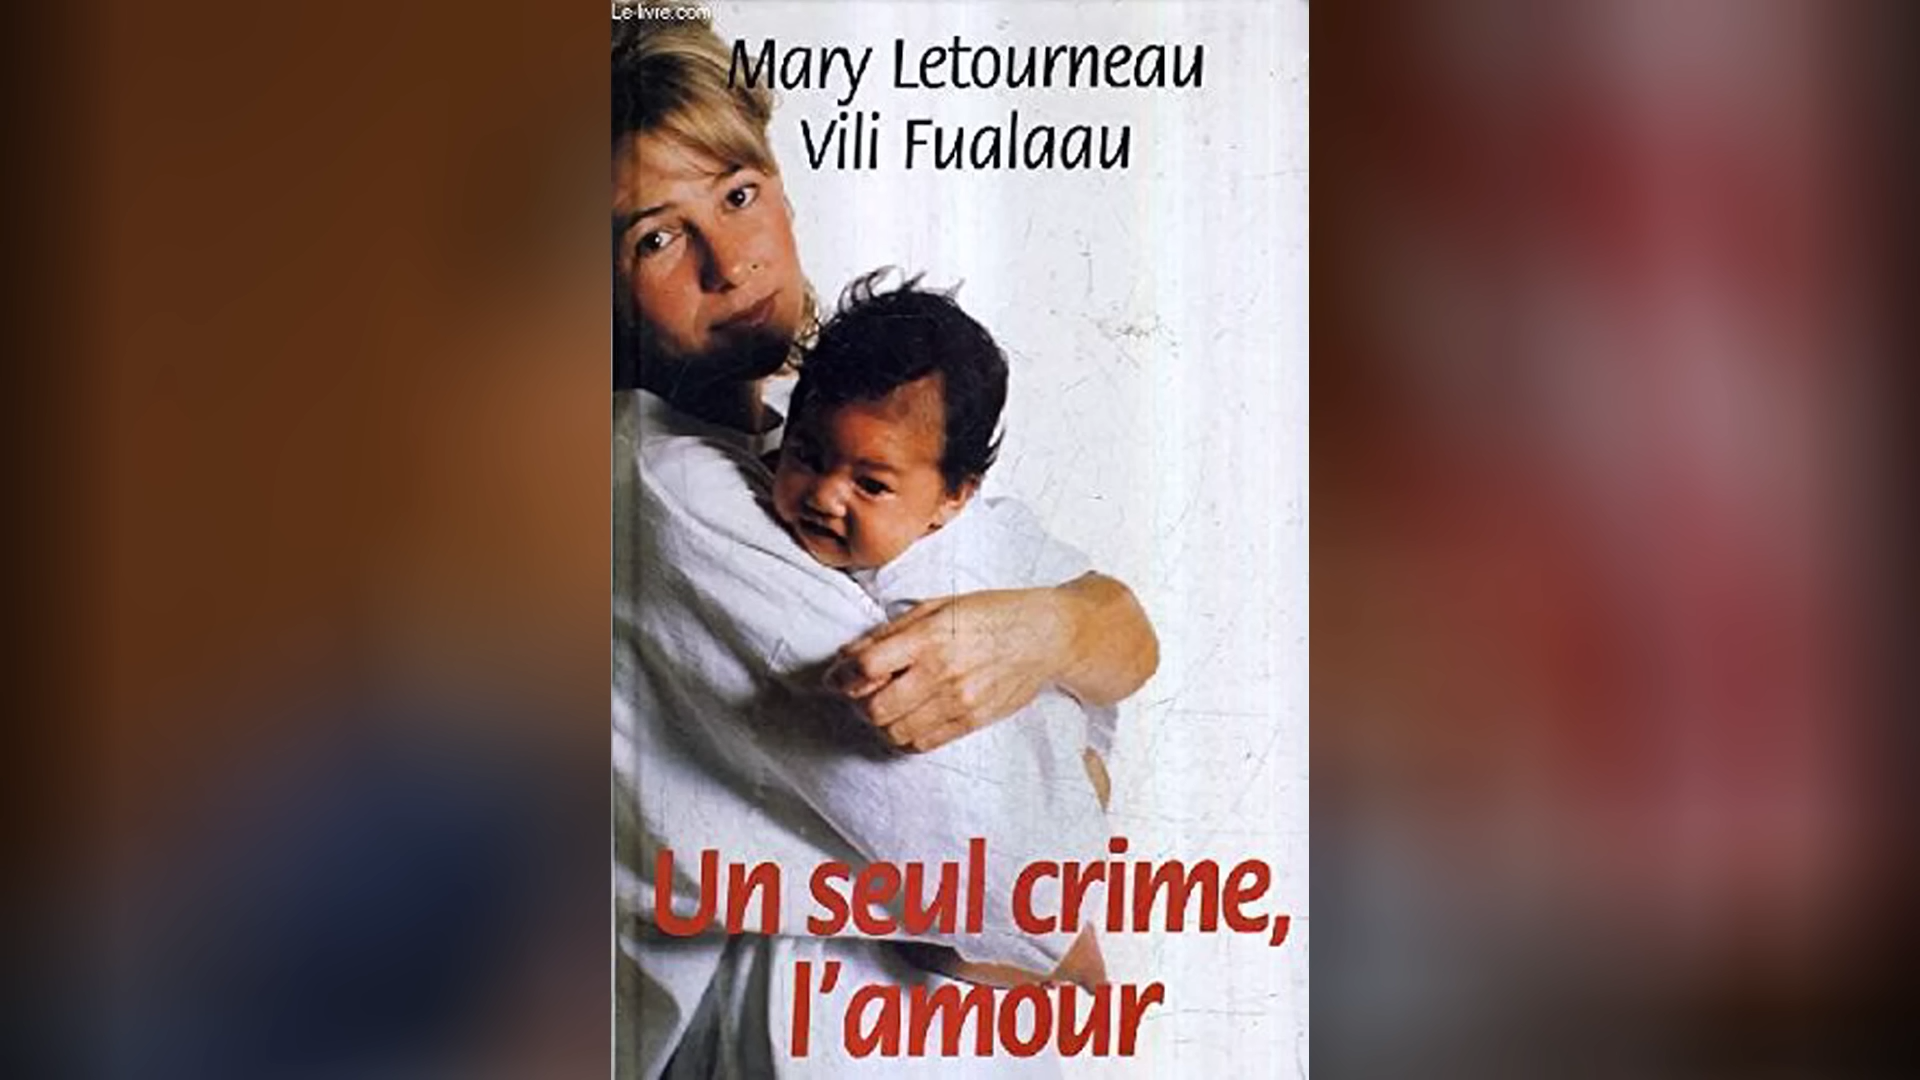 Le-livre.com
Mary Letourneau
Vili Fualaau
Un seul crime,
l'amour